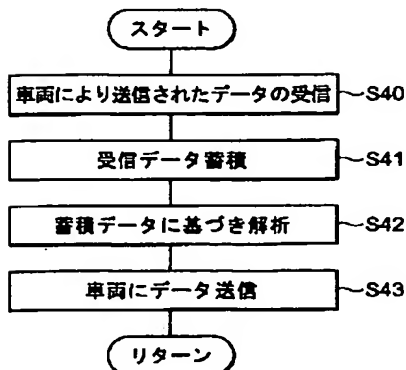 スタート
車両により送信されたデータの受信 S40
受信データ蓄積 S41
蓄積データに基づき解析 S42
車両にデータ送信 S43
リターン